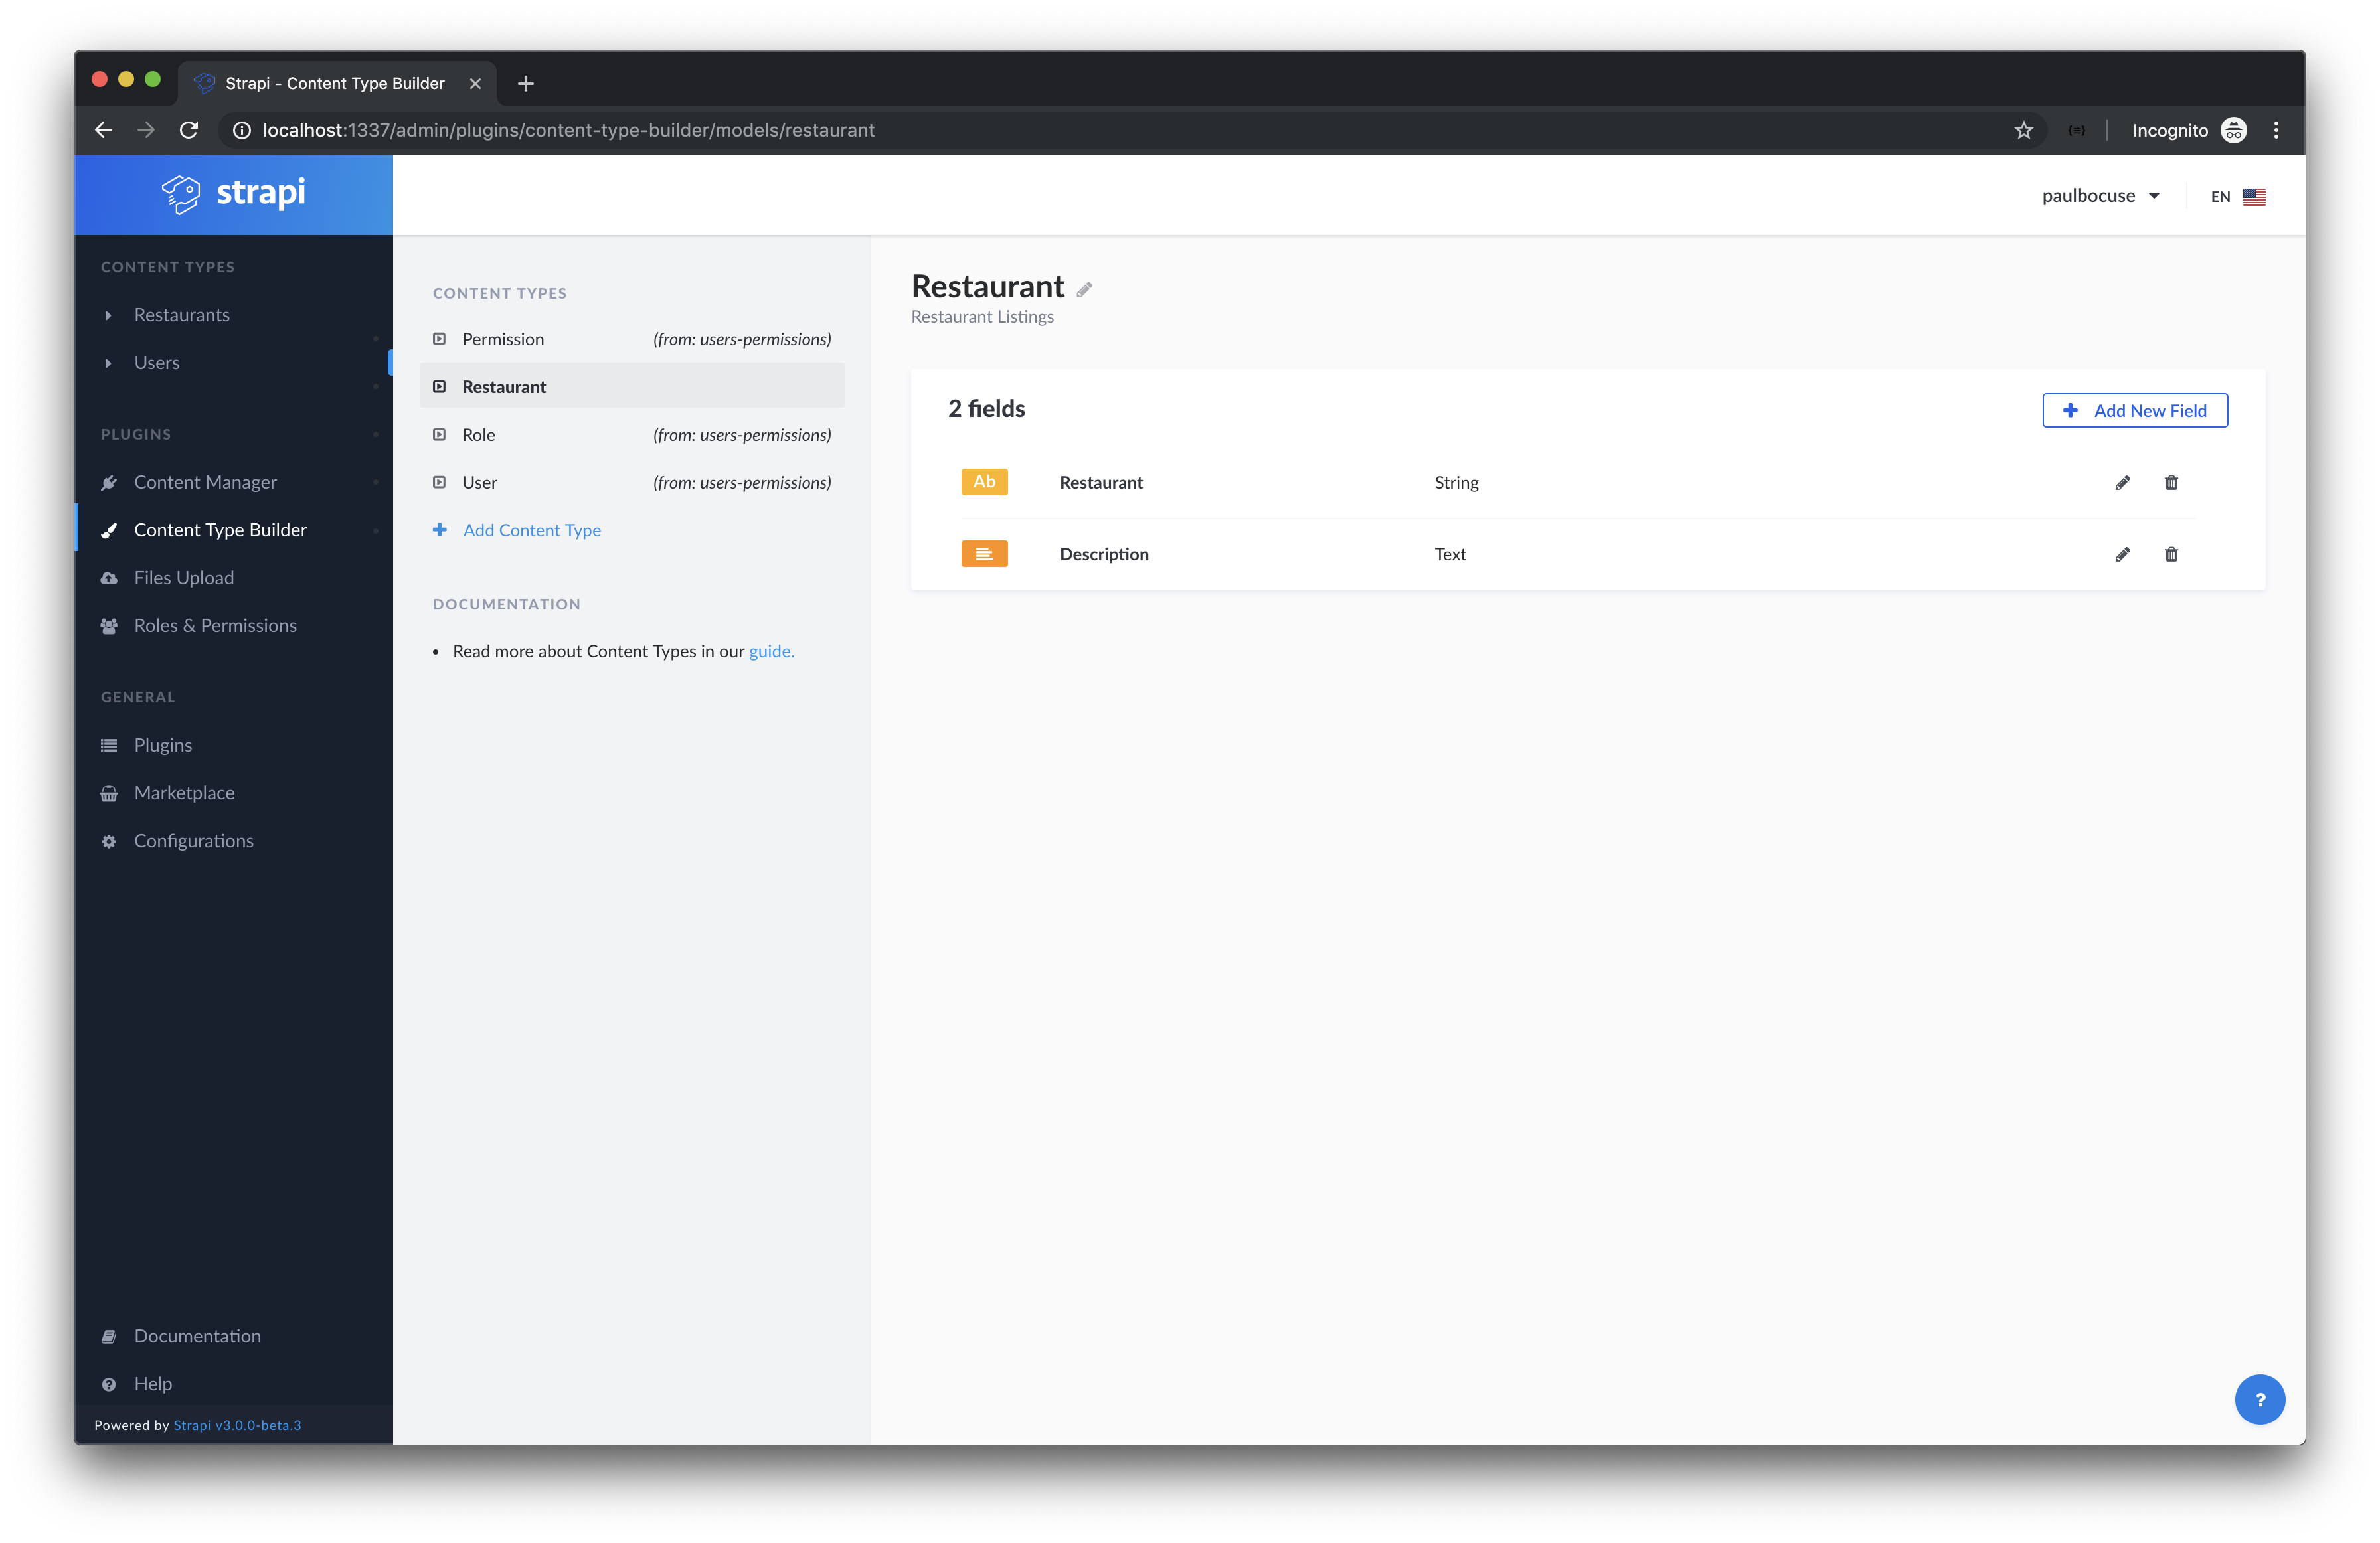 Strapi - Content Type Builder
localhost:1337/admin/plugins/content-type-builder/models/restaurant
Incognito
strapi
paulbocuse
EN
CONTENT TYPES
Restaurants
Users
PLUGINS
Content Manager
Content Type Builder
Files Upload
Roles & Permissions
GENERAL
Plugins
Marketplace
Configurations
Documentation
Help
Powered by Strapi v3.0.0-beta.3
CONTENT TYPES
Permission (from: users-permissions)
Restaurant
Role (from: users-permissions)
User (from: users-permissions)
Add Content Type
DOCUMENTATION
• Read more about Content Types in our guide.
Restaurant
Restaurant Listings
2 fields
Add New Field
Ab Restaurant String
Description Text
?